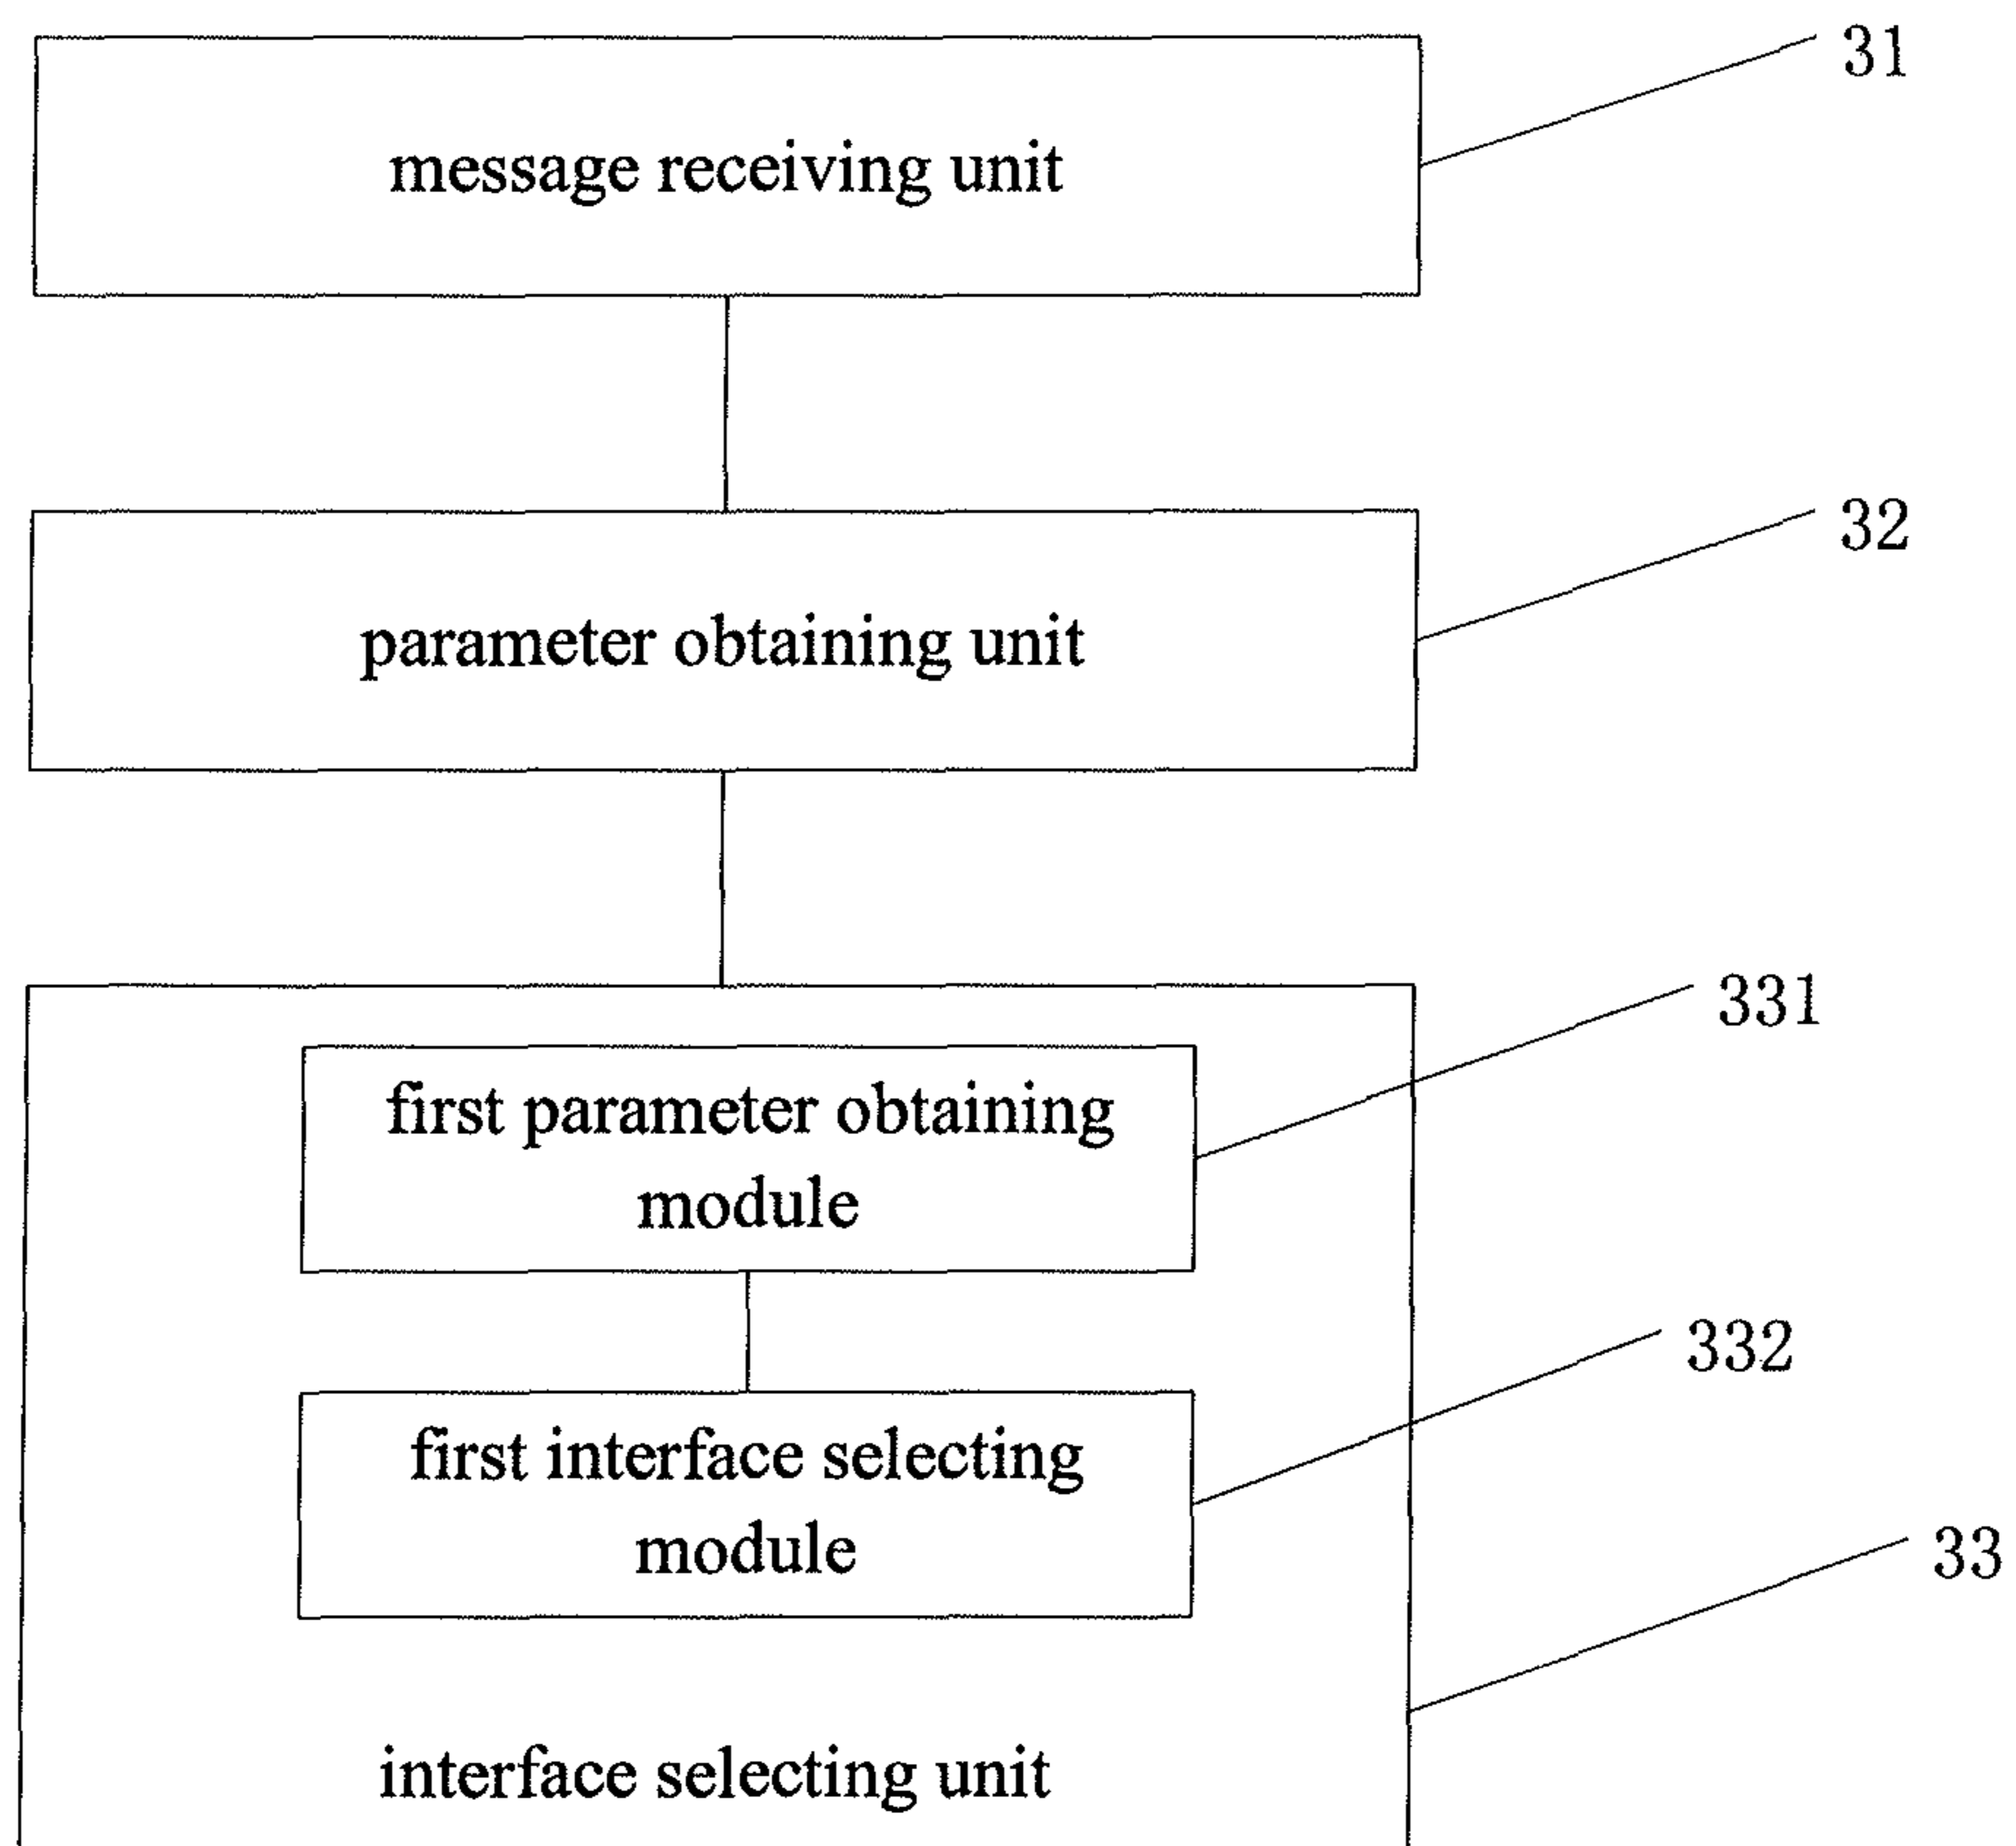 31
message receiving unit
32
parameter obtaining unit
331
first parameter obtaining
module
332
first interface selecting
module
33
interface selecting unit